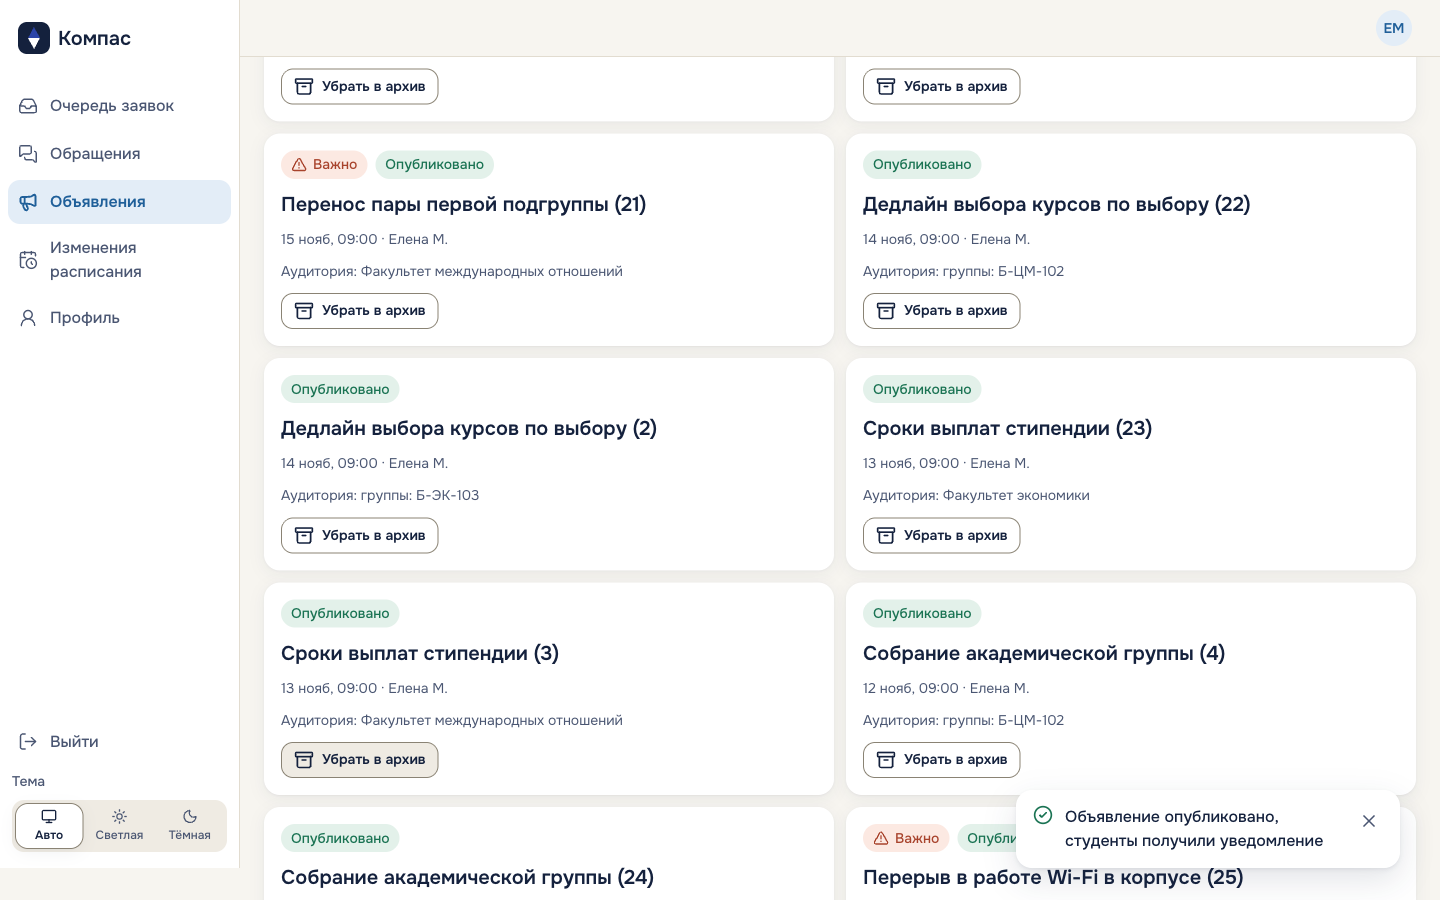 Компас
Очередь заявок
Обращения
Объявления
Изменения
расписания
Профиль
Выйти
Тема
Авто
Светлая
Тёмная
ЕМ
Убрать в архив
Убрать в архив
Важно
Опубликовано
Перенос пары первой подгруппы (21)
15 нояб, 09:00 · Елена М.
Аудитория: Факультет международных отношений
Убрать в архив
Опубликовано
Дедлайн выбора курсов по выбору (22)
14 нояб, 09:00 · Елена М.
Аудитория: группы: Б-ЦМ-102
Убрать в архив
Опубликовано
Дедлайн выбора курсов по выбору (2)
14 нояб, 09:00 · Елена М.
Аудитория: группы: Б-ЭК-103
Убрать в архив
Опубликовано
Сроки выплат стипендии (23)
13 нояб, 09:00 · Елена М.
Аудитория: Факультет экономики
Убрать в архив
Опубликовано
Сроки выплат стипендии (3)
13 нояб, 09:00 · Елена М.
Аудитория: Факультет международных отношений
Убрать в архив
Опубликовано
Собрание академической группы (4)
12 нояб, 09:00 · Елена М.
Аудитория: группы: Б-ЦМ-102
Убрать в архив
Опубликовано
Собрание академической группы (24)
Важно
Перерыв в работе Wi-Fi в корпусе (25)
Объявление опубликовано,
студенты получили уведомление